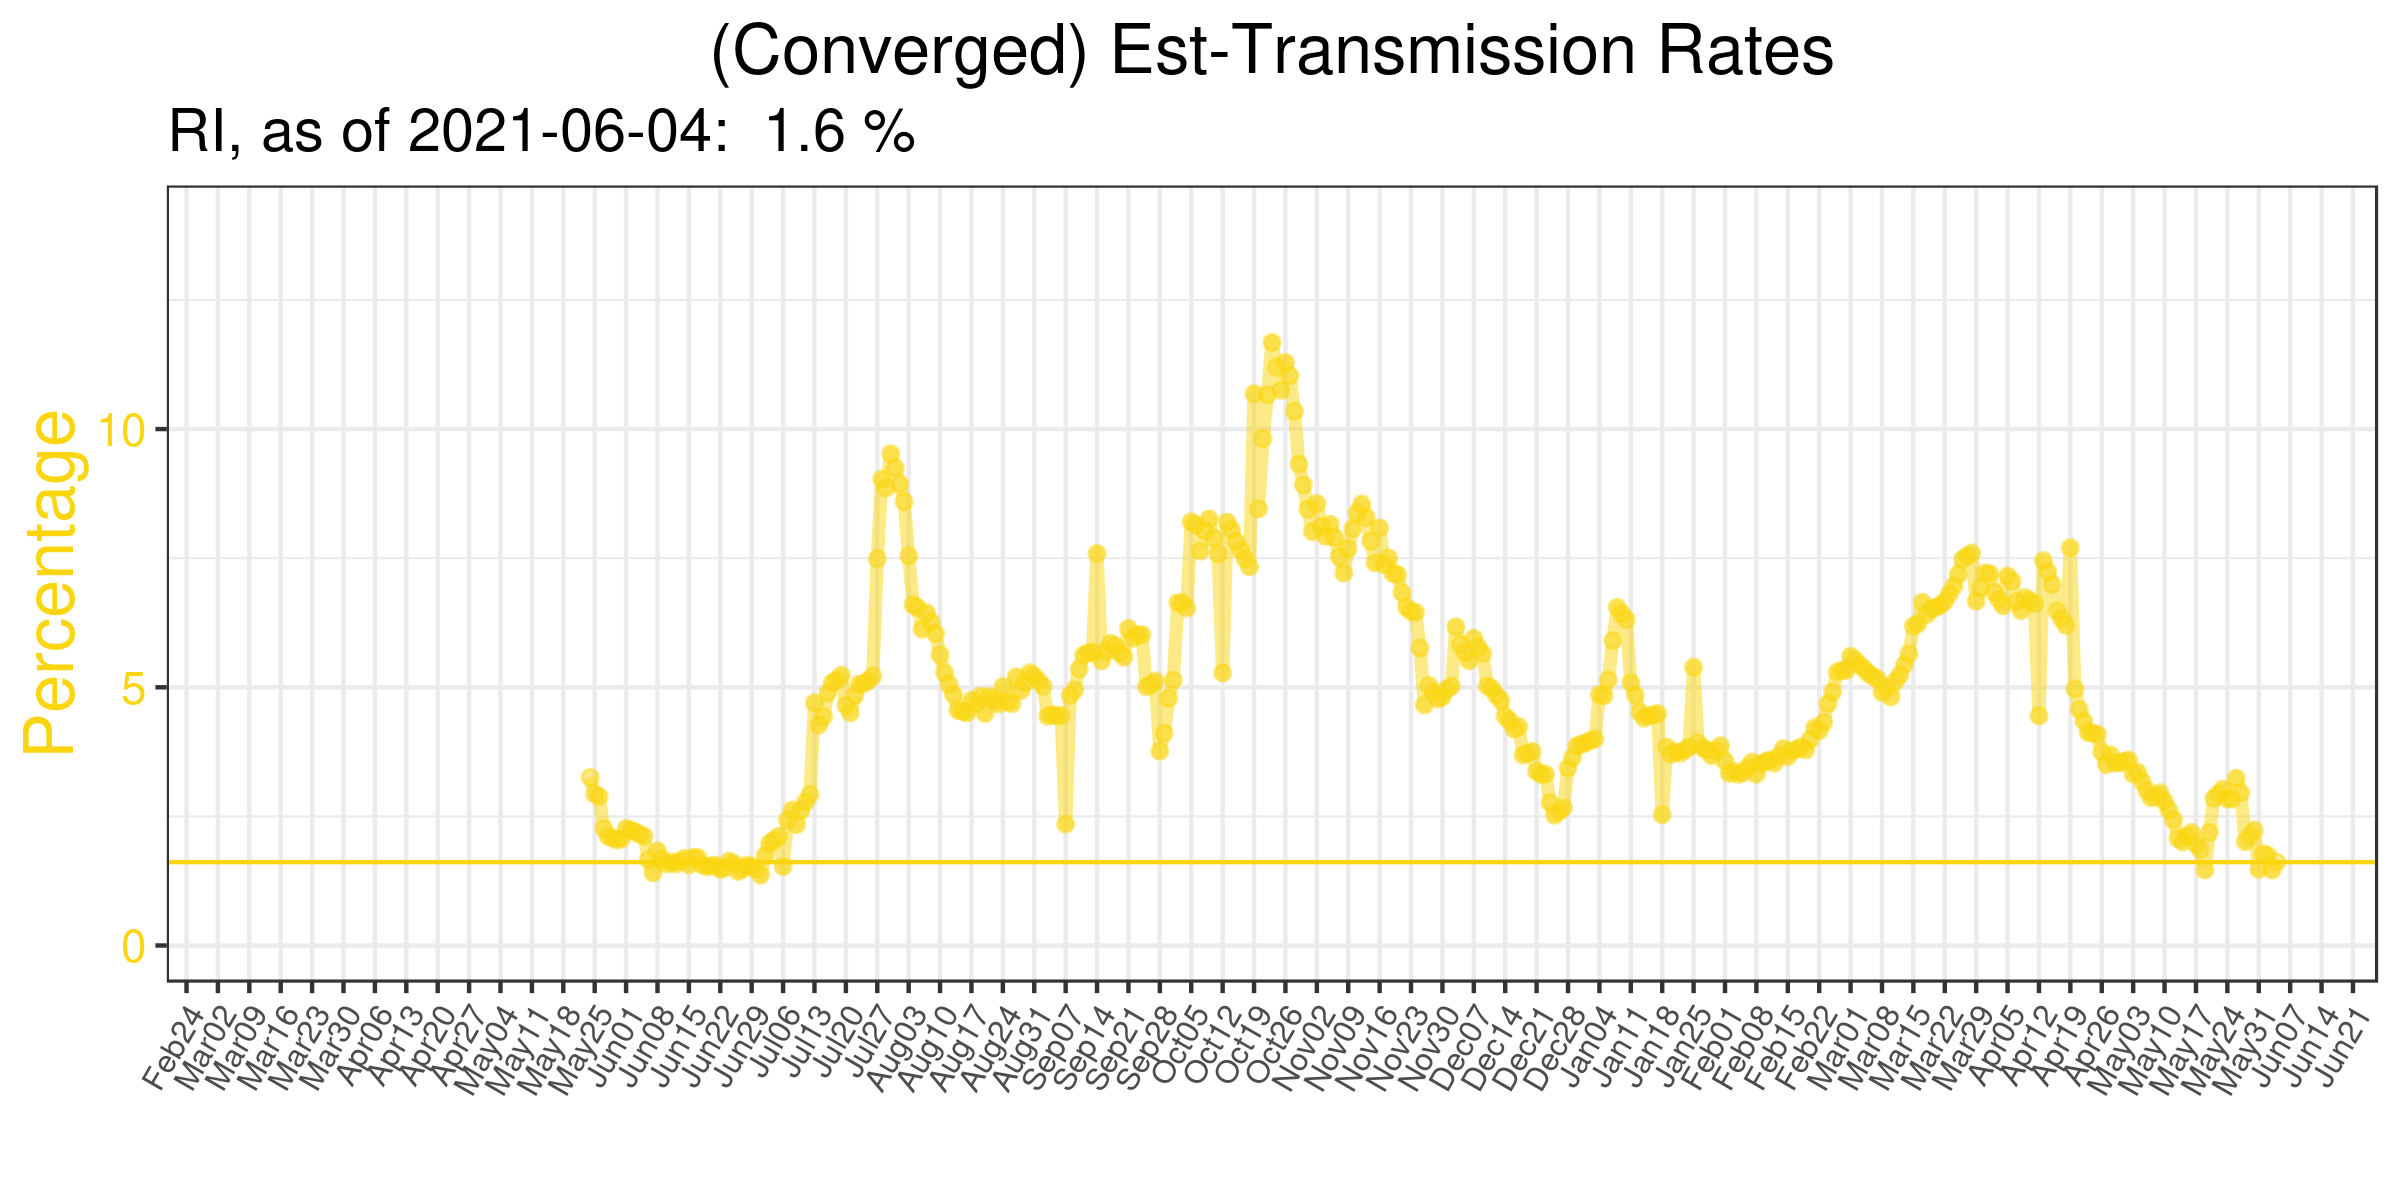 (Converged) Est-Transmission Rates
RI, as of 2021-06-04:  1.6 %
Percentage
10
5
0
Feb24
Mar02
Mar09
Mar16
Mar23
Mar30
Apr06
Apr13
Apr20
Apr27
May04
May11
May18
May25
Jun01
Jun08
Jun15
Jun22
Jun29
Jul06
Jul13
Jul20
Jul27
Aug03
Aug10
Aug17
Aug24
Aug31
Sep07
Sep14
Sep21
Sep28
Oct05
Oct12
Oct19
Oct26
Nov02
Nov09
Nov16
Nov23
Nov30
Dec07
Dec14
Dec21
Dec28
Jan04
Jan11
Jan18
Jan25
Feb01
Feb08
Feb15
Feb22
Mar01
Mar08
Mar15
Mar22
Mar29
Apr05
Apr12
Apr19
Apr26
May03
May10
May17
May24
May31
Jun07
Jun14
Jun21